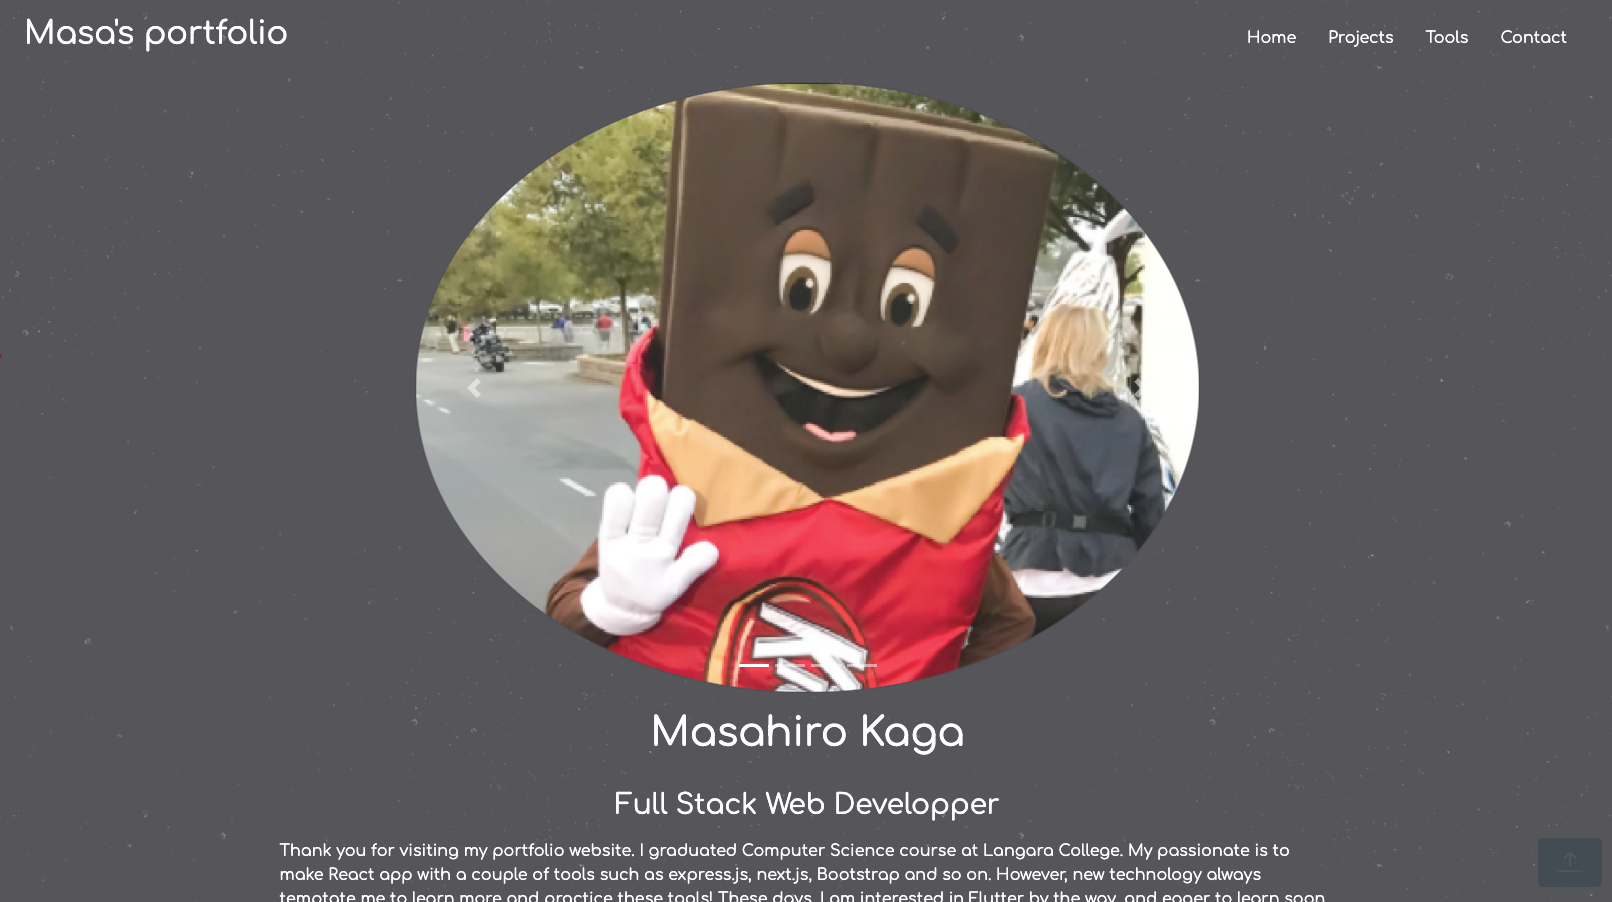 Masa's portfolio
Home Projects Tools Contact
Masahiro Kaga
Full Stack Web Developper
Thank you for visiting my portfolio website. I graduated Computer Science course at Langara College. My passionate is to
make React app with a couple of tools such as express.js, next.js, Bootstrap and so on. However, new technology always
temptate me to learn more and practice these tools! These days, I am interested in Flutter by the way, and eager to learn soon